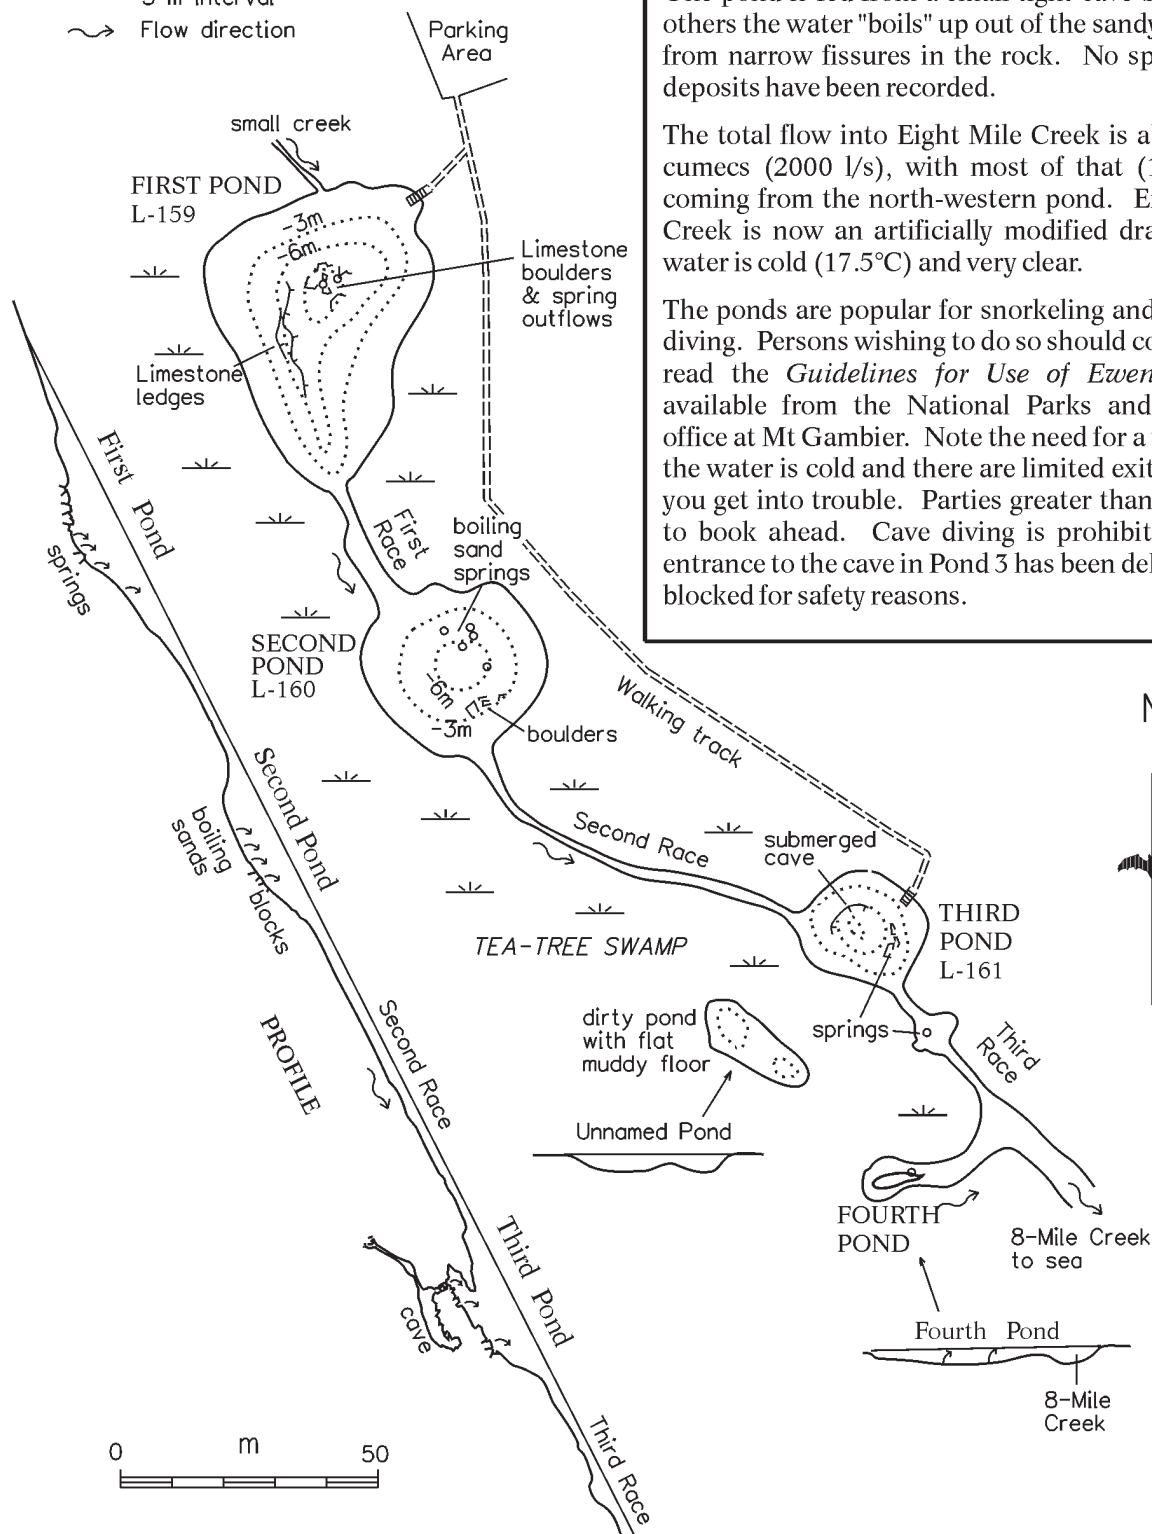 Flow direction
Parking
Area
small creek
FIRST POND
L-159
-3m
-6m
Limestone
boulders
& spring
outflows
Limestone
ledges
others the water "boils" up out of the sandy
from narrow fissures in the rock. No sp
deposits have been recorded.
The total flow into Eight Mile Creek is a
cumecs (2000 l/s), with most of that (1
coming from the north-western pond. E
Creek is now an artificially modified dra
water is cold (17.5°C) and very clear.
The ponds are popular for snorkeling and
diving. Persons wishing to do so should co
read the Guidelines for Use of Ewen
available from the National Parks and
office at Mt Gambier. Note the need for a
the water is cold and there are limited exit
you get into trouble. Parties greater than
to book ahead. Cave diving is prohibit
entrance to the cave in Pond 3 has been del
blocked for safety reasons.
First Pond
springs
First
Race
boiling
sand
springs
SECOND
POND
L-160
-6m
-3m
boulders
Walking track
Second Pond
boiling
sands
blocks
Second Race
submerged
cave
THIRD
POND
L-161
TEA-TREE SWAMP
springs
Third
Race
dirty pond
with flat
muddy floor
Unnamed Pond
PROFILE
Second Race
FOURTH
POND
8-Mile Creek
to sea
Third Pond
cave
Fourth Pond
8-Mile
Creek
Third Race
0 m 50